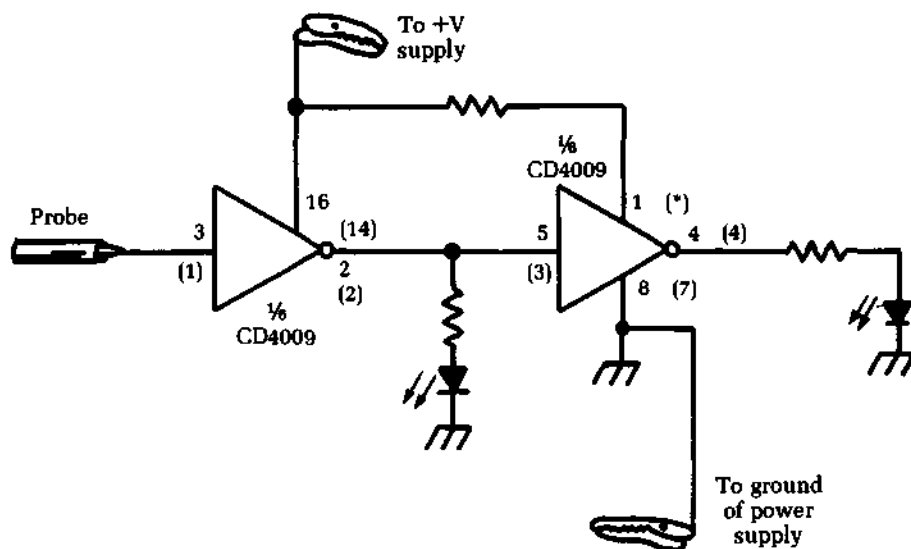 To +V
supply
⅙
CD4009
16
1
(*)
Probe
3
(14)
5
4
(4)
(1)
2
(2)
(3)
8
(7)
⅙
CD4009
To ground
of power
supply